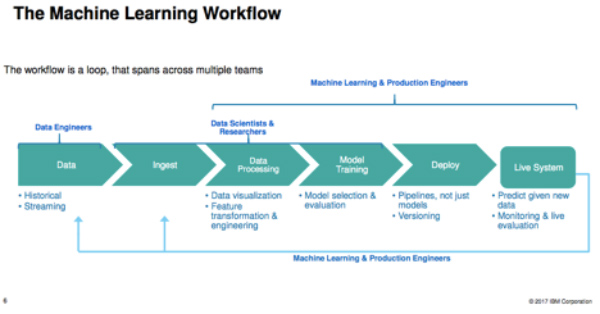 The Machine Learning Workflow
The workflow is a loop, that spans across multiple teams
Machine Learning & Production Engineers
Data Engineers
Data Scientists &
Researchers
Data
Ingest
Data
Processing
Model
Training
Deploy
Live System
• Historical
• Streaming
• Data visualization
• Feature
transformation &
engineering
• Model selection &
evaluation
• Pipelines, not just
models
• Versioning
• Predict given new
data
• Monitoring & live
evaluation
Machine Learning & Production Engineers
6
© 2017 IBM Corporation